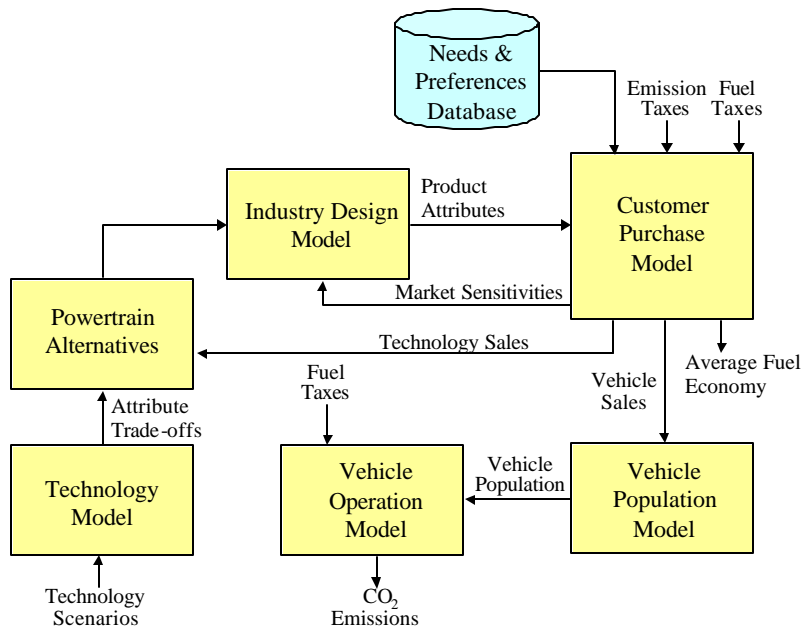 Needs &
Preferences
Database
Emission
Taxes
Fuel
Taxes
Industry Design
Model
Product
Attributes
Customer
Purchase
Model
Market Sensitivities
Powertrain
Alternatives
Technology Sales
Fuel
Taxes
Vehicle
Sales
Average Fuel
Economy
Attribute
Trade-offs
Technology
Model
Vehicle
Operation
Model
Vehicle
Population
Vehicle
Population
Model
Technology
Scenarios
CO2
Emissions